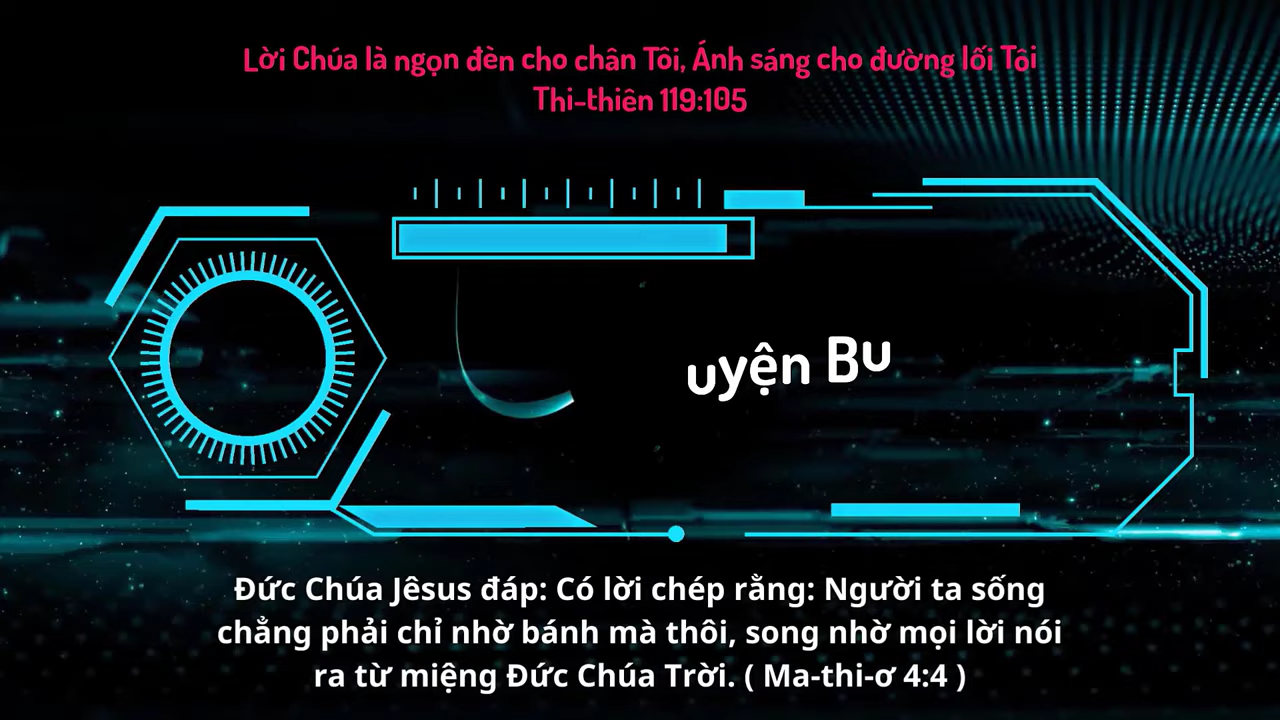 Lời Chúa là ngọn đèn cho chân Tôi, Ánh sáng cho đường lối Tôi
Thi-thiên 119:105
uyện Bu
Đức Chúa Jêsus đáp: Có lời chép rằng: Người ta sống
chẳng phải chỉ nhờ bánh mà thôi, song nhờ mọi lời nói
ra từ miệng Đức Chúa Trời. ( Ma-thi-ơ 4:4 )